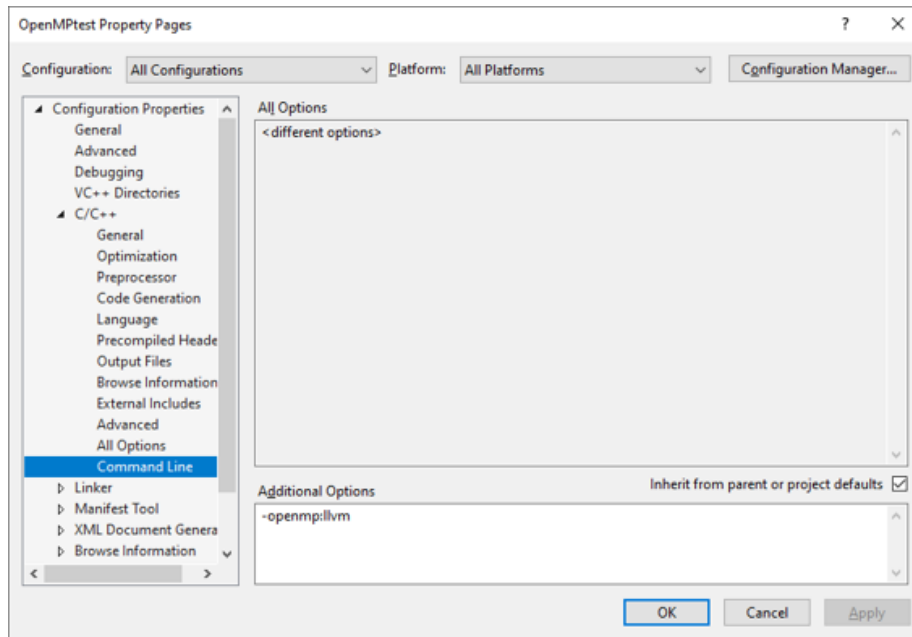 OpenMPtest Property Pages
?
Configuration:
All Configurations
Platform:
All Platforms
Configuration Manager...
Configuration Properties
General
Advanced
Debugging
VC++ Directories
C/C++
General
Optimization
Preprocessor
Code Generation
Language
Precompiled Heade
Output Files
Browse Information
External Includes
Advanced
All Options
Command Line
Linker
Manifest Tool
XML Document Genera
Browse Information
All Options
<different options>
Additional Options
Inherit from parent or project defaults
-openmp:llvm
OK
Cancel
Apply